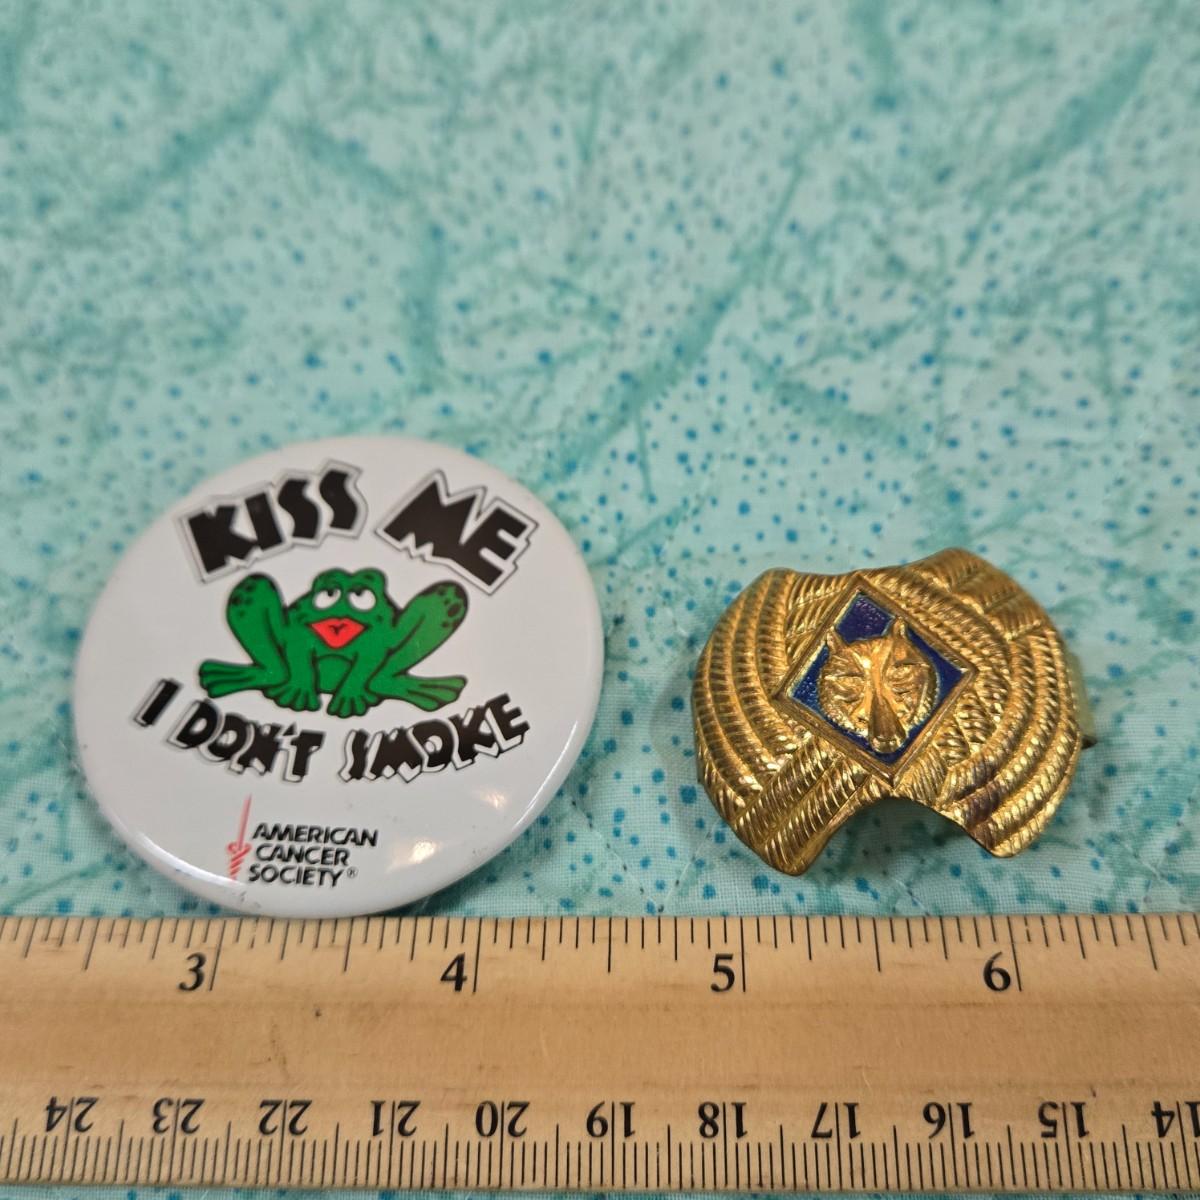 KISS ME
I DON'T SMOKE
AMERICAN
CANCER
SOCIETY®
3 4 5 6
24 23 22 21 20 19 18 17 16 15 14